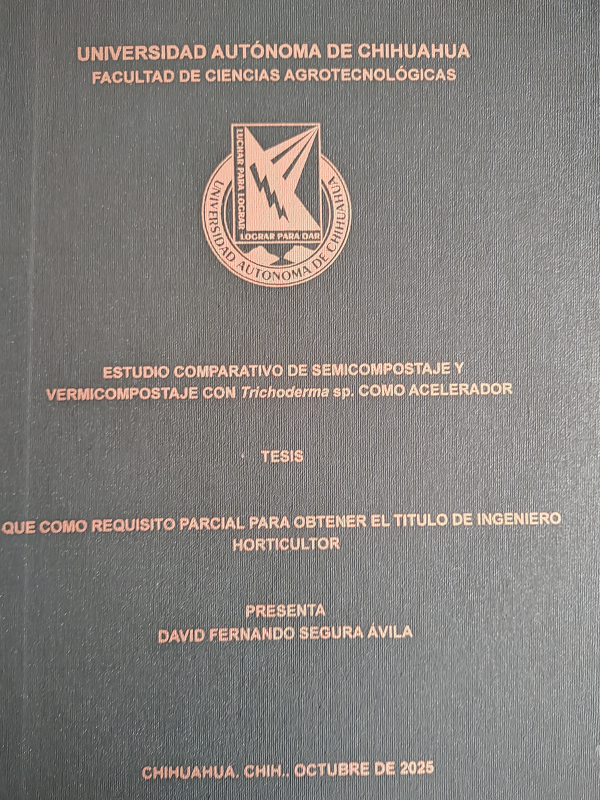 UNIVERSIDAD AUTÓNOMA DE CHIHUAHUA
FACULTAD DE CIENCIAS AGROTECNOLÓGICAS
LUCHAR PARA LOGRAR
LOGRAR PARA DAR
UNIVERSIDAD AUTONOMA DE CHIHUAHUA
ESTUDIO COMPARATIVO DE SEMICOMPOSTAJE Y
VERMICOMPOSTAJE CON Trichoderma sp. COMO ACELERADOR
TESIS
QUE COMO REQUISITO PARCIAL PARA OBTENER EL TITULO DE INGENIERO
HORTICULTOR
PRESENTA
DAVID FERNANDO SEGURA ÁVILA
CHIHUAHUA, CHIH., OCTUBRE DE 2025